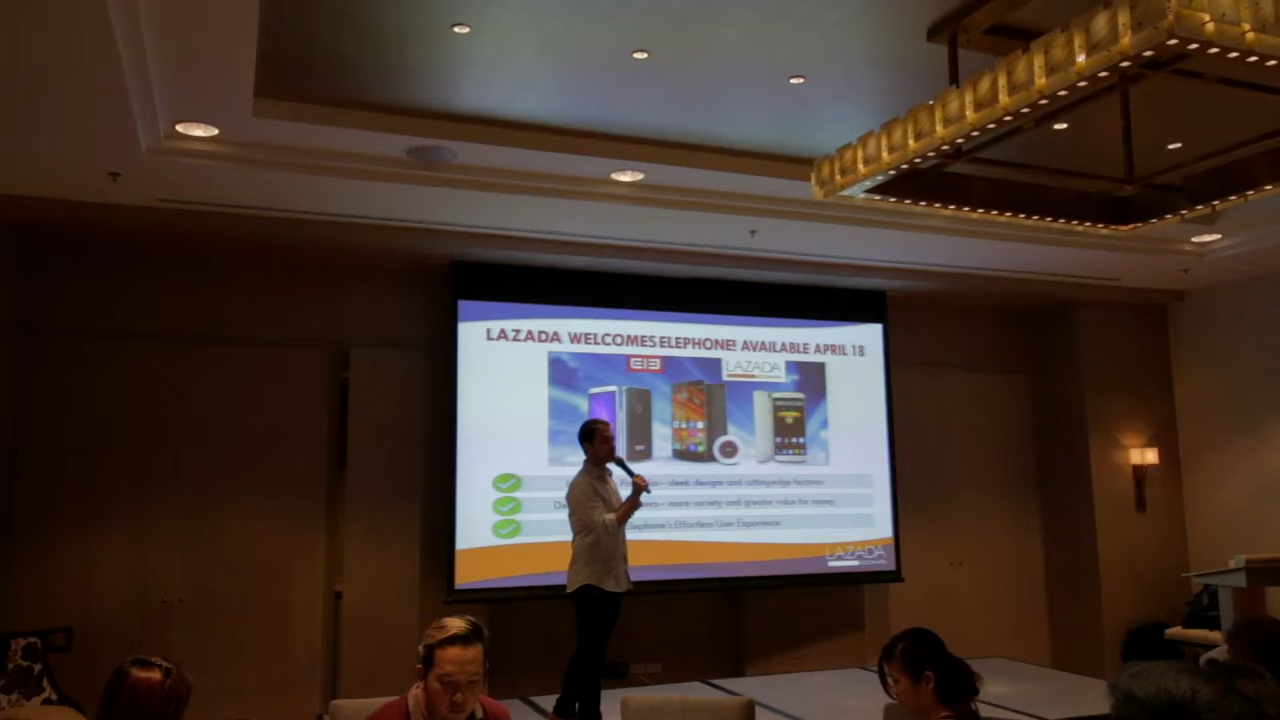 LAZADA WELCOMES ELEPHONE! AVAILABLE APRIL 18
LAZADA
– sleek designs and cutting-edge features
– more variety and greater value for money
Elephone's Effortless User Experience
LAZADA